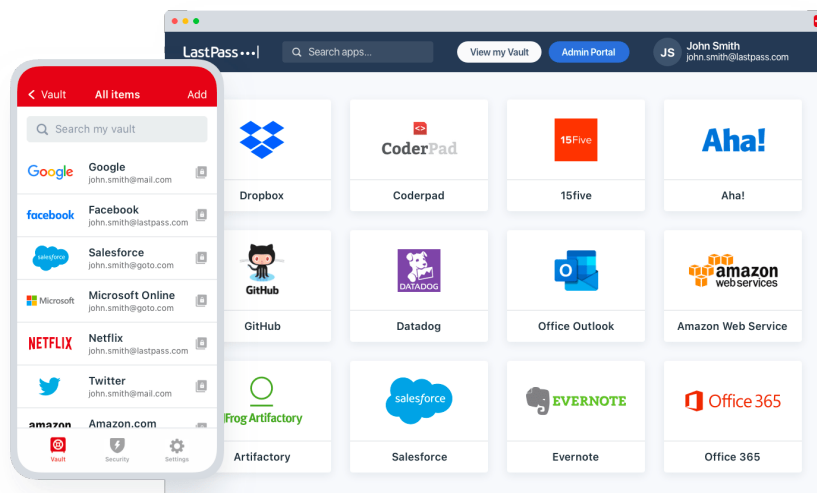 LastPass•••|
Search apps...
View my Vault
Admin Portal
JS
John Smith
john.smith@lastpass.com
Vault
All items
Add
Search my vault
Google
Google
john.smith@mail.com
facebook
Facebook
john.smith@lastpass.com
salesforce
Salesforce
john.smith@goto.com
Microsoft
Microsoft Online
john.smith@goto.com
NETFLIX
Netflix
john.smith@lastpass.com
Twitter
john.smith@mail.com
amazon
Amazon.com
Vault
Security
Settings
Dropbox
<>
CoderPad
Coderpad
15Five
15five
Aha!
Aha!
GitHub
GitHub
DATADOG
Datadog
O
Office Outlook
amazon
webservices
Amazon Web Service
Frog Artifactory
Artifactory
salesforce
Salesforce
EVERNOTE
Evernote
Office 365
Office 365